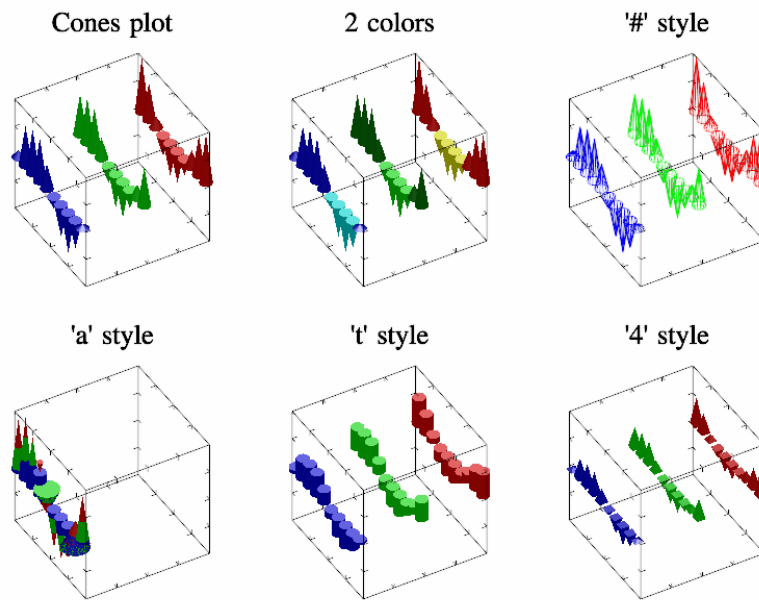 Cones plot
2 colors
'#' style
'a' style
't' style
'4' style